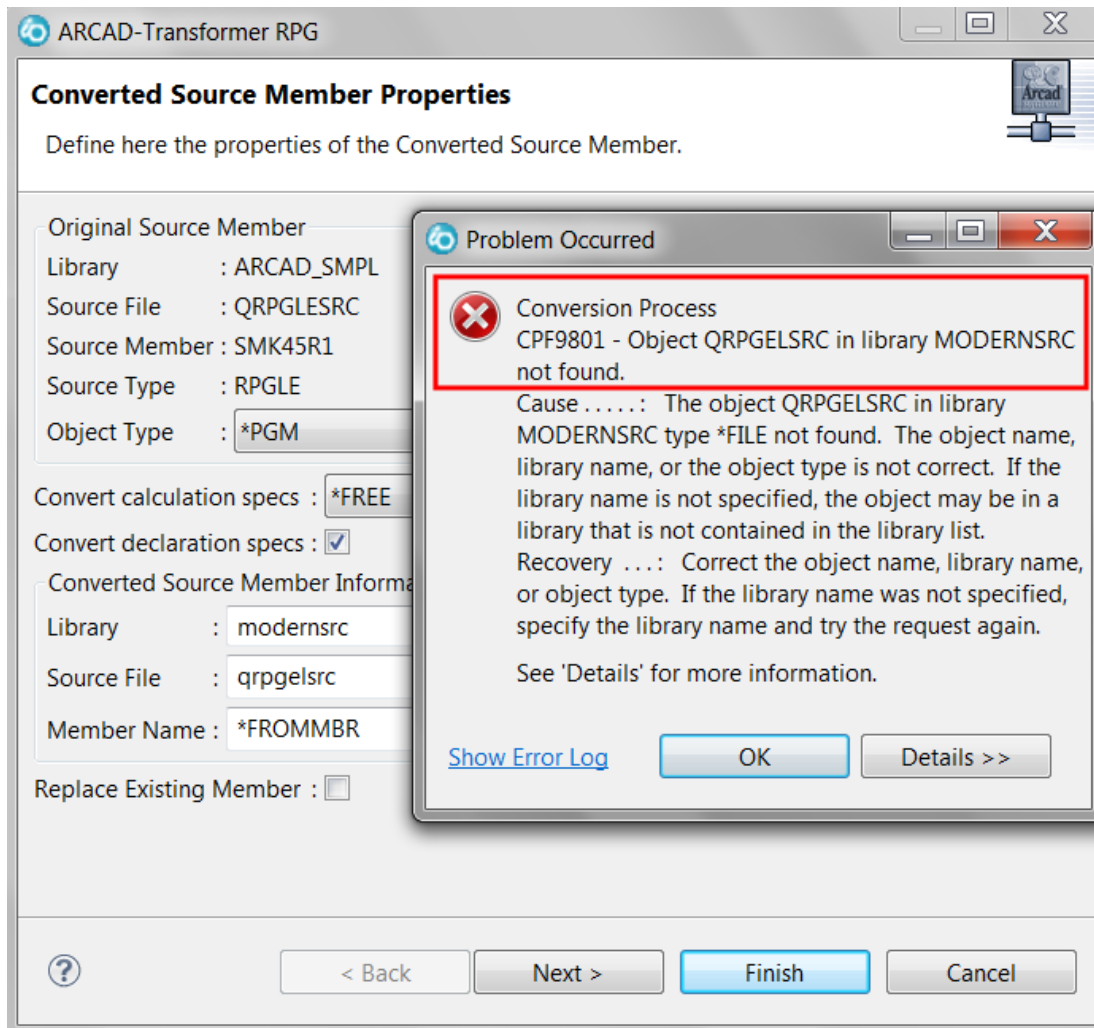 ARCAD-Transformer RPG
Converted Source Member Properties
Define here the properties of the Converted Source Member.
Arcad
Original Source Member
Library : ARCAD_SMPL
Source File : QRPGLESRC
Source Member : SMK45R1
Source Type : RPGLE
Object Type : *PGM
Convert calculation specs : *FREE
Convert declaration specs :
Converted Source Member Informa
Library : modernsrc
Source File : qrpgelsrc
Member Name : *FROMMBR
Replace Existing Member :
Problem Occurred
Conversion Process
CPF9801 - Object QRPGELSRC in library MODERNSRC
not found.
Cause . . . . . :   The object QRPGELSRC in library
MODERNSRC type *FILE not found.  The object name,
library name, or the object type is not correct.  If the
library name is not specified, the object may be in a
library that is not contained in the library list.
Recovery  . . . :   Correct the object name, library name,
or object type.  If the library name was not specified,
specify the library name and try the request again.
See 'Details' for more information.
Show Error Log
OK
Details >>
?
< Back
Next >
Finish
Cancel